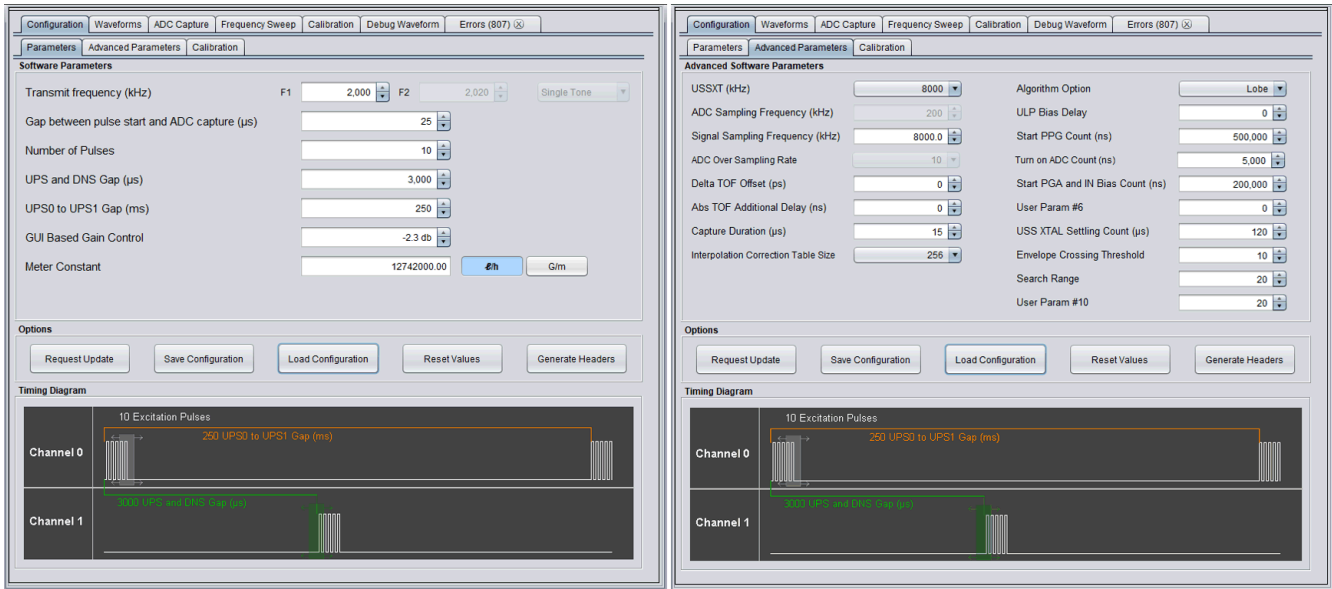 Configuration Waveforms ADC Capture Frequency Sweep Calibration Debug Waveform Errors (807)
Parameters Advanced Parameters Calibration
Software Parameters
Transmit frequency (kHz) F1 2,000 F2 2,020 Single Tone
Gap between pulse start and ADC capture (µs) 25
Number of Pulses 10
UPS and DNS Gap (µs) 3,000
UPS0 to UPS1 Gap (ms) 250
GUI Based Gain Control -2.3 db
Meter Constant 12742000.00 ℓ/h G/m
Options
Request Update Save Configuration Load Configuration Reset Values Generate Headers
Timing Diagram
10 Excitation Pulses
250 UPS0 to UPS1 Gap (ms)
Channel 0
3000 UPS and DNS Gap (µs)
Channel 1
Configuration Waveforms ADC Capture Frequency Sweep Calibration Debug Waveform Errors (807)
Parameters Advanced Parameters Calibration
Advanced Software Parameters
USSXT (kHz) 8000 Algorithm Option Lobe
ADC Sampling Frequency (kHz) 200 ULP Bias Delay 0
Signal Sampling Frequency (kHz) 8000.0 Start PPG Count (ns) 500,000
ADC Over Sampling Rate 10 Turn on ADC Count (ns) 5,000
Delta TOF Offset (ps) 0 Start PGA and IN Bias Count (ns) 200,000
Abs TOF Additional Delay (ns) 0 User Param #6 0
Capture Duration (µs) 15 USS XTAL Settling Count (µs) 120
Interpolation Correction Table Size 256 Envelope Crossing Threshold 10
Search Range 20
User Param #10 20
Options
Request Update Save Configuration Load Configuration Reset Values Generate Headers
Timing Diagram
10 Excitation Pulses
250 UPS0 to UPS1 Gap (ms)
Channel 0
3000 UPS and DNS Gap (µs)
Channel 1